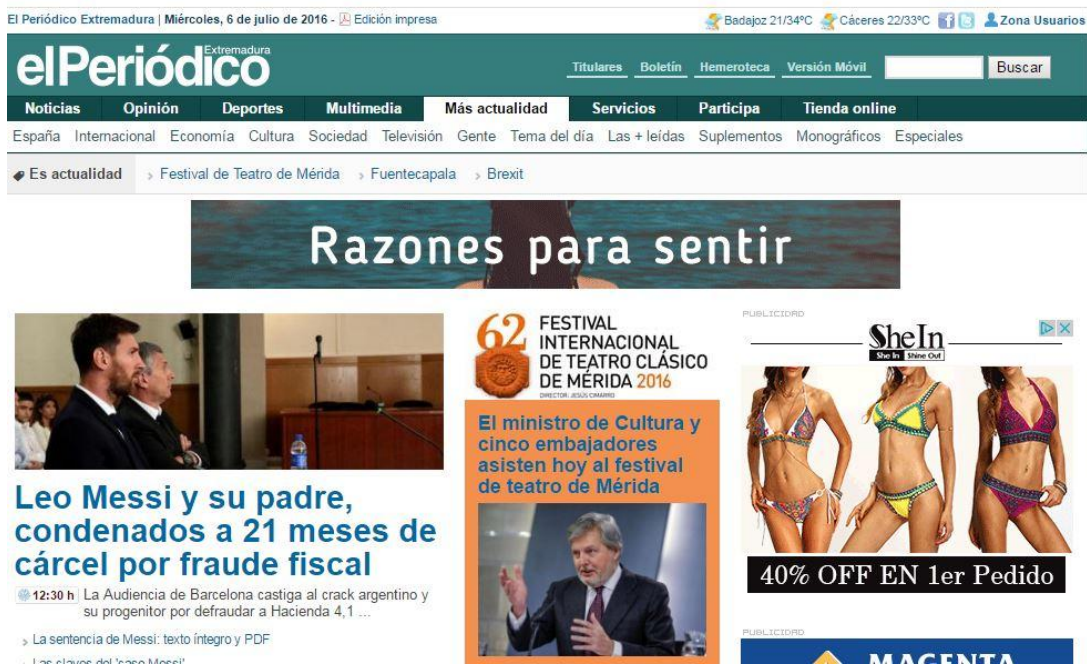 El Periódico Extremadura | Miércoles, 6 de julio de 2016 - Edición impresa
Badajoz 21/34ºC Cáceres 22/33ºC Zona Usuarios
elPeriódico
Extremadura
Titulares Boletín Hemeroteca Versión Móvil Buscar
Noticias Opinión Deportes Multimedia Más actualidad Servicios Participa Tienda online
España Internacional Economía Cultura Sociedad Televisión Gente Tema del día Las + leídas Suplementos Monográficos Especiales
Es actualidad › Festival de Teatro de Mérida › Fuentecapala › Brexit
Razones para sentir
Leo Messi y su padre,
condenados a 21 meses de
cárcel por fraude fiscal
12:30 h La Audiencia de Barcelona castiga al crack argentino y
su progenitor por defraudar a Hacienda 4,1 ...
› La sentencia de Messi: texto íntegro y PDF
› Las claves del 'caso Messi'
62 FESTIVAL
INTERNACIONAL
DE TEATRO CLÁSICO
DE MÉRIDA 2016
DIRECTOR: JESÚS CIMARRO
El ministro de Cultura y
cinco embajadores
asisten hoy al festival
de teatro de Mérida
PUBLICIDAD
SheIn
She In Shine Out
40% OFF EN 1er Pedido
PUBLICIDAD
MAGENTA